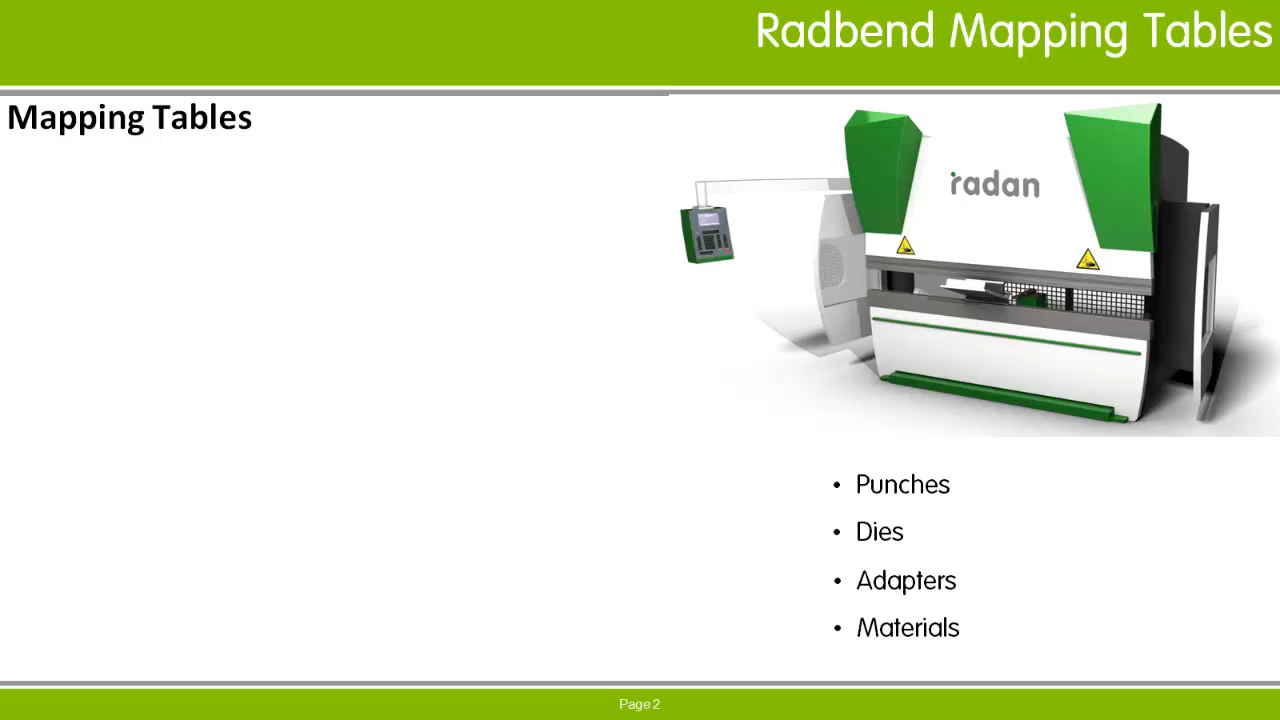 Radbend Mapping Tables
Mapping Tables
radan
• Punches
• Dies
• Adapters
• Materials
Page 2